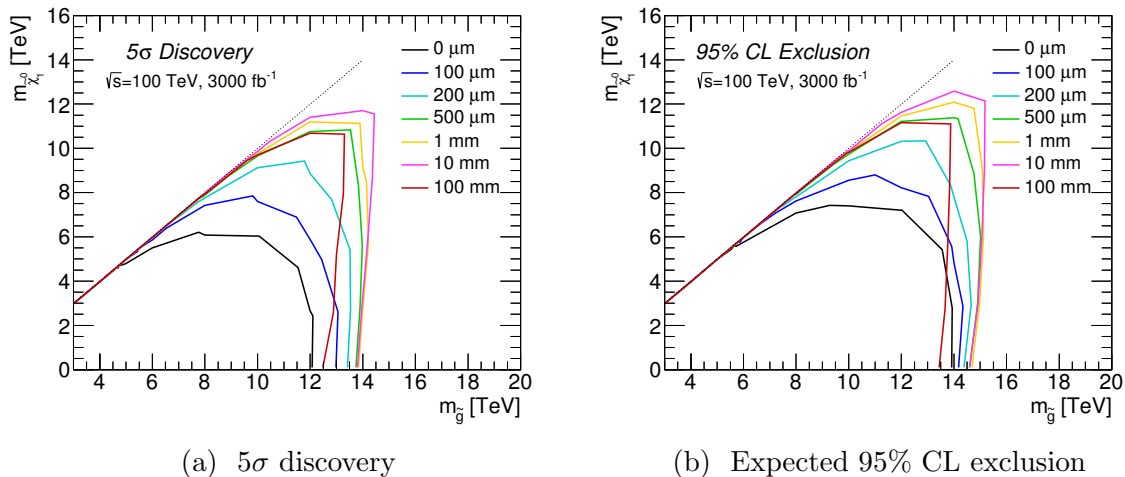 5σ Discovery
√s=100 TeV, 3000 fb⁻¹
0 μm
100 μm
200 μm
500 μm
1 mm
10 mm
100 mm
m_χ̃₁⁰ [TeV]
16
14
12
10
8
6
4
2
0
4 6 8 10 12 14 16 18 20
m_g̃ [TeV]
(a) 5σ discovery
95% CL Exclusion
√s=100 TeV, 3000 fb⁻¹
0 μm
100 μm
200 μm
500 μm
1 mm
10 mm
100 mm
m_χ̃₁⁰ [TeV]
16
14
12
10
8
6
4
2
0
4 6 8 10 12 14 16 18 20
m_g̃ [TeV]
(b) Expected 95% CL exclusion